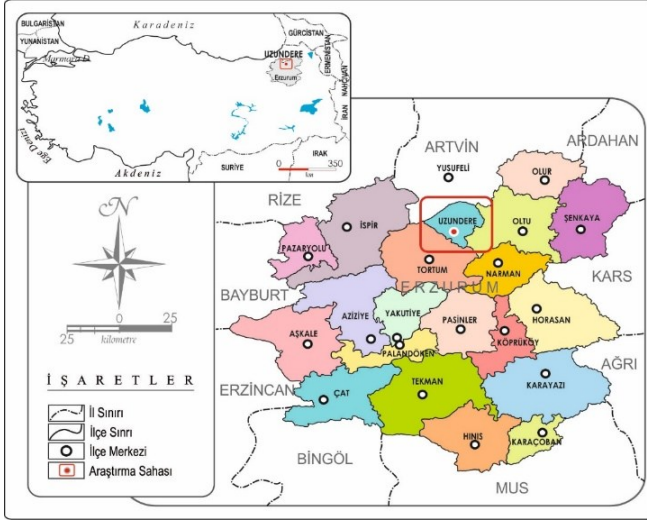 BULGARİSTAN
Karadeniz
GÜRCİSTAN
YUNANİSTAN
Marmara D.
UZUNDERE
Erzurum
ERMENİSTAN
NAHÇIVAN
İRAN
Ege Denizi
Akdeniz
SURİYE
IRAK
0 350
km
ARTVİN
ARDAHAN
YUSUFELİ
OLUR
RİZE
İSPİR
UZUNDERE
OLTU
ŞENKAYA
N
PAZARYOLU
TORTUM
NARMAN
KARS
ERZURUM
BAYBURT
AZİZİYE
YAKUTİYE
PASİNLER
HORASAN
25 0 25
kilometre
AŞKALE
PALANDÖKEN
KÖPRÜKÖY
AĞRI
İŞARETLER
ERZİNCAN
ÇAT
TEKMAN
KARAYAZI
İl Sınırı
İlçe Sınrı
İlçe Merkezi
Araştırma Sahası
HINIS
KARAÇOBAN
BİNGÖL
MUS